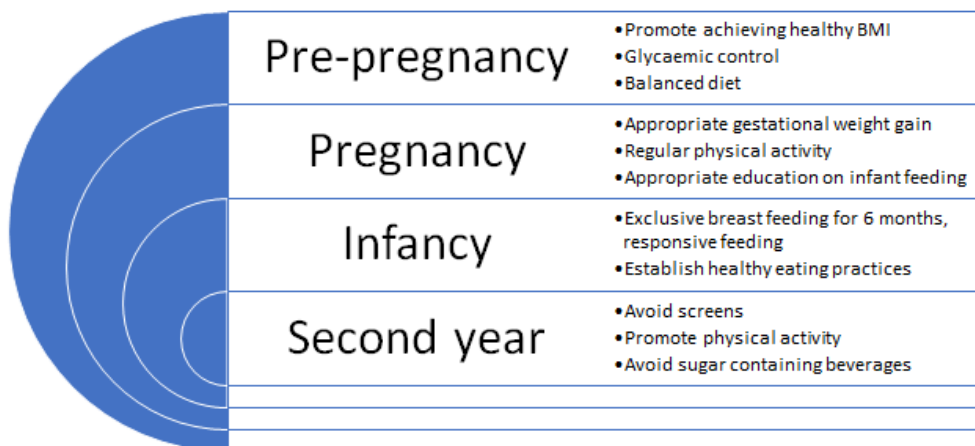 Pre-pregnancy
•Promote achieving healthy BMI
•Glycaemic control
•Balanced diet
Pregnancy
•Appropriate gestational weight gain
•Regular physical activity
•Appropriate education on infant feeding
Infancy
•Exclusive breast feeding for 6 months,
responsive feeding
•Establish healthy eating practices
Second year
•Avoid screens
•Promote physical activity
•Avoid sugar containing beverages